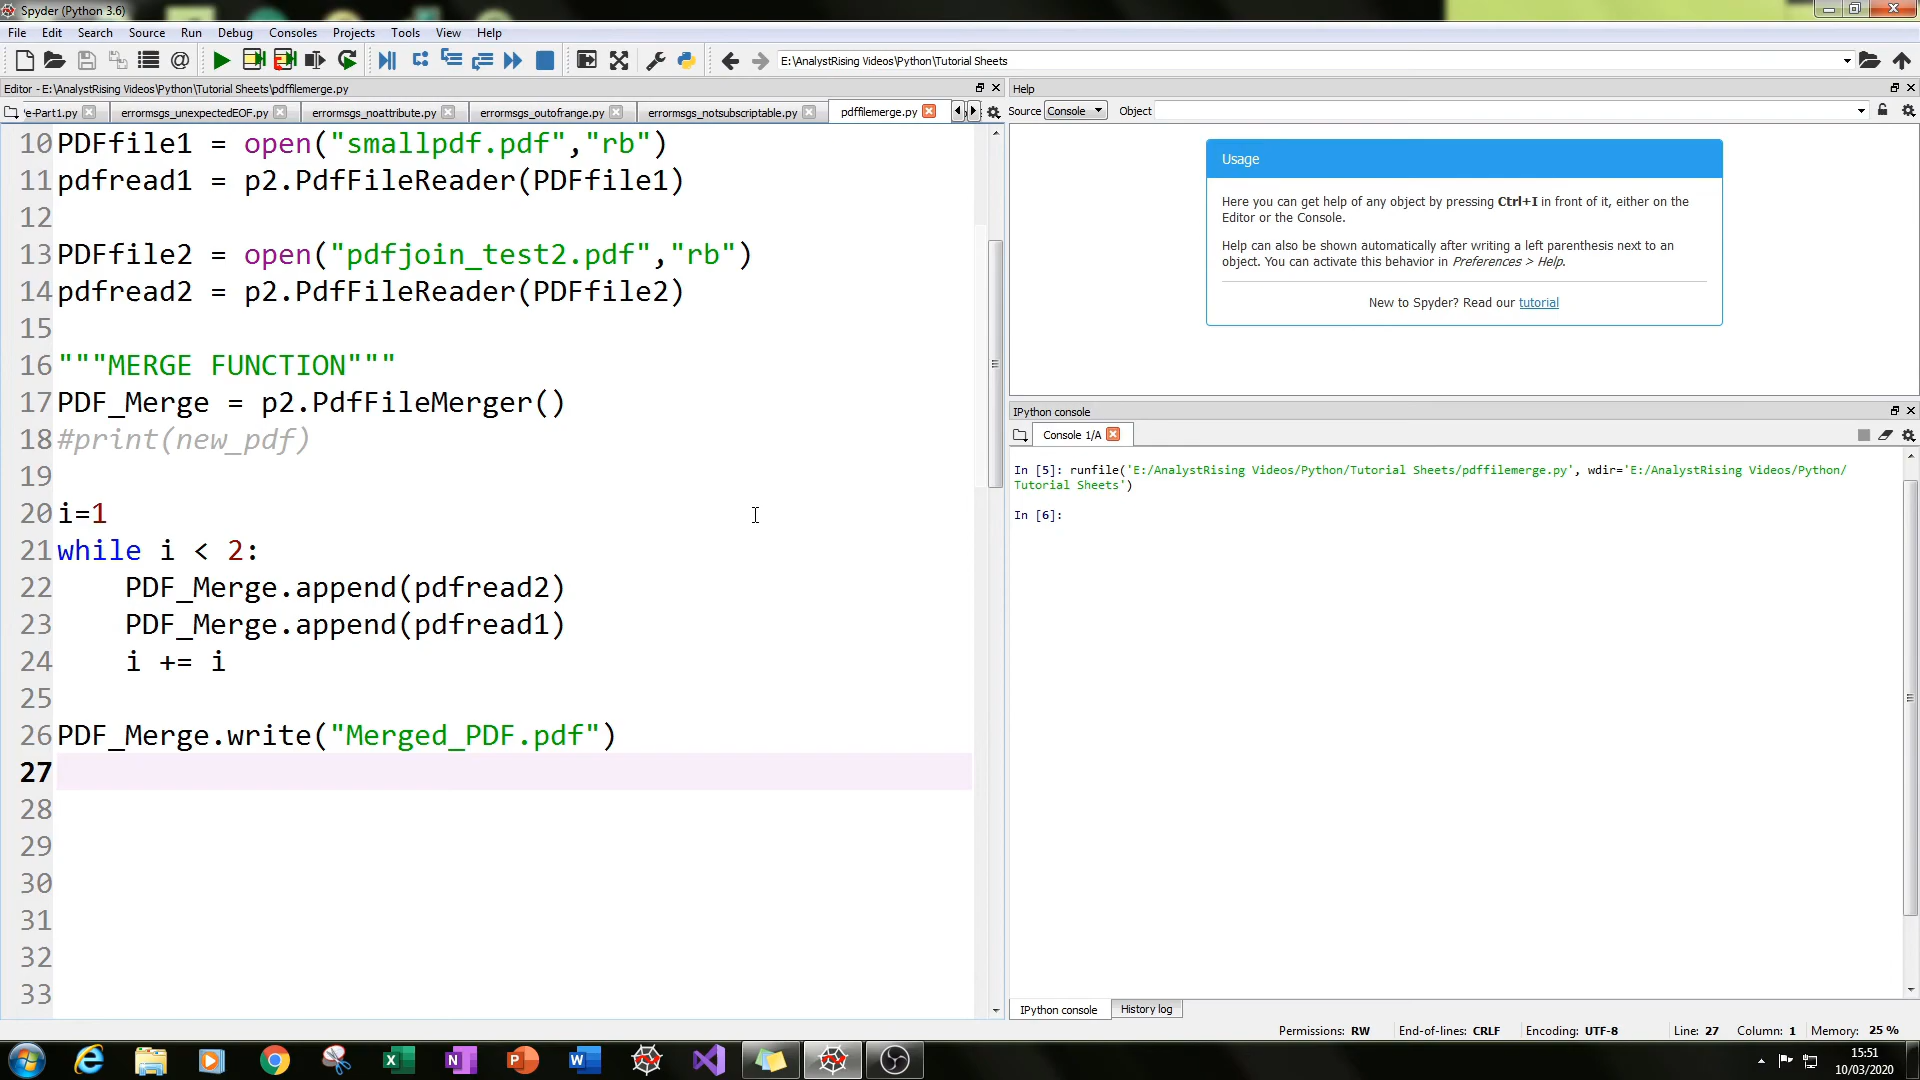 Spyder (Python 3.6)
File Edit Search Source Run Debug Consoles Projects Tools View Help
E:\AnalystRising Videos\Python\Tutorial Sheets
Editor - E:\AnalystRising Videos\Python\Tutorial Sheets\pdffilemerge.py
Help
e-Part1.py errormsgs_unexpectedEOF.py errormsgs_noattribute.py errormsgs_outofrange.py errormsgs_notsubscriptable.py pdffilemerge.py
Source Console Object
10 PDFfile1 = open("smallpdf.pdf","rb")
11 pdfread1 = p2.PdfFileReader(PDFfile1)
12
13 PDFfile2 = open("pdfjoin_test2.pdf","rb")
14 pdfread2 = p2.PdfFileReader(PDFfile2)
15
16 """MERGE FUNCTION"""
17 PDF_Merge = p2.PdfFileMerger()
18 #print(new_pdf)
19
20 i=1
21 while i < 2:
22     PDF_Merge.append(pdfread2)
23     PDF_Merge.append(pdfread1)
24     i += i
25
26 PDF_Merge.write("Merged_PDF.pdf")
27
28
29
30
31
32
33
Usage
Here you can get help of any object by pressing Ctrl+I in front of it, either on the
Editor or the Console.
Help can also be shown automatically after writing a left parenthesis next to an
object. You can activate this behavior in Preferences > Help.
New to Spyder? Read our tutorial
IPython console
Console 1/A
In [5]: runfile('E:/AnalystRising Videos/Python/Tutorial Sheets/pdffilemerge.py', wdir='E:/AnalystRising Videos/Python/
Tutorial Sheets')
In [6]:
IPython console History log
Permissions: RW End-of-lines: CRLF Encoding: UTF-8 Line: 27 Column: 1 Memory: 25 %
15:51
10/03/2020